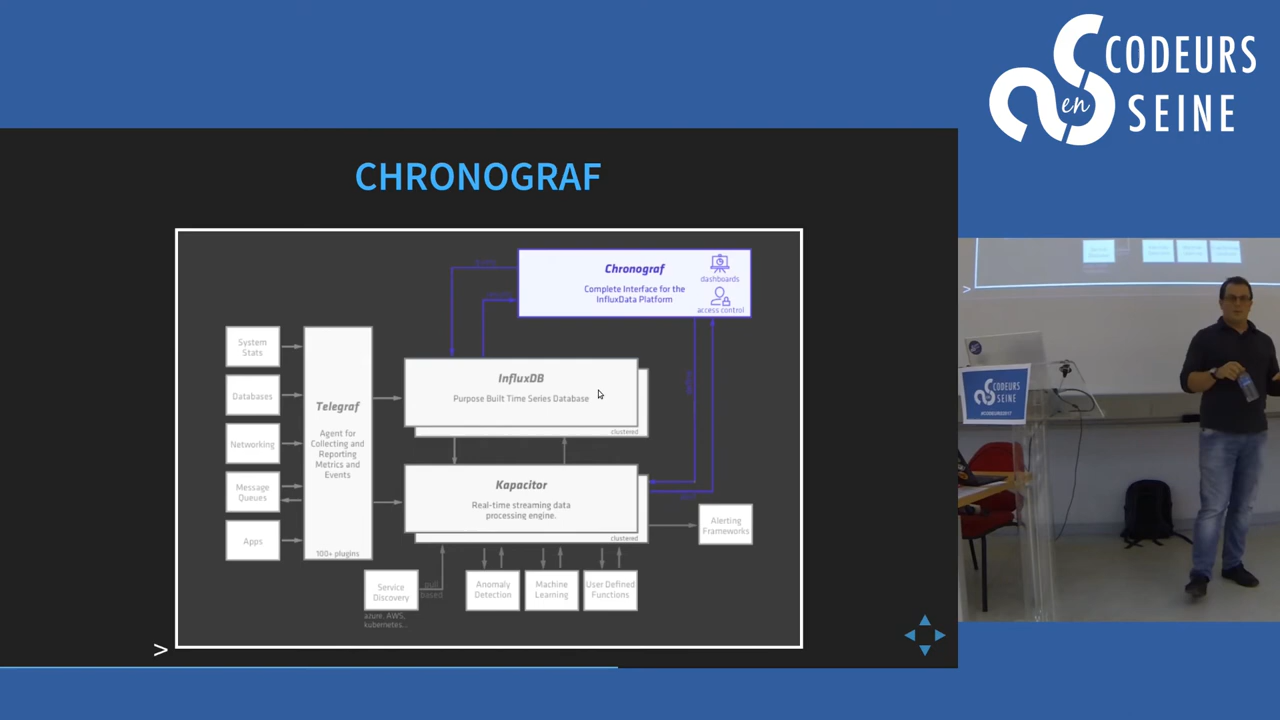 CODEURS
en
SEINE
CHRONOGRAF
Chronograf
Complete Interface for the
InfluxData Platform
dashboards
access control
System
Stats
Databases
Networking
Message
Queues
Apps
Telegraf
Agent for
Collecting and
Reporting
Metrics and
Events
100+ plugins
InfluxDB
Purpose Built Time Series Database
clustered
Kapacitor
Real-time streaming data
processing engine.
clustered
Alerting
Frameworks
Service
Discovery
pull
based
azure, AWS,
kubernetes...
Anomaly
Detection
Machine
Learning
User Defined
Functions
>
>
CODEURS
en
SEINE